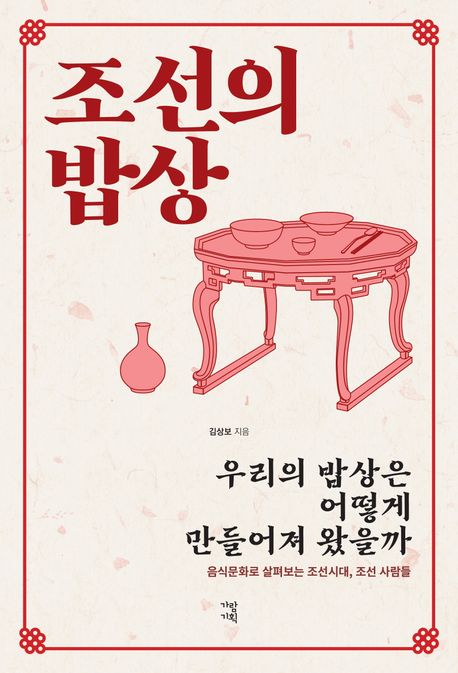 조선의
밥상
김상보 지음
우리의 밥상은
어떻게
만들어져 왔을까
음식문화로 살펴보는 조선시대, 조선 사람들
가람
기획